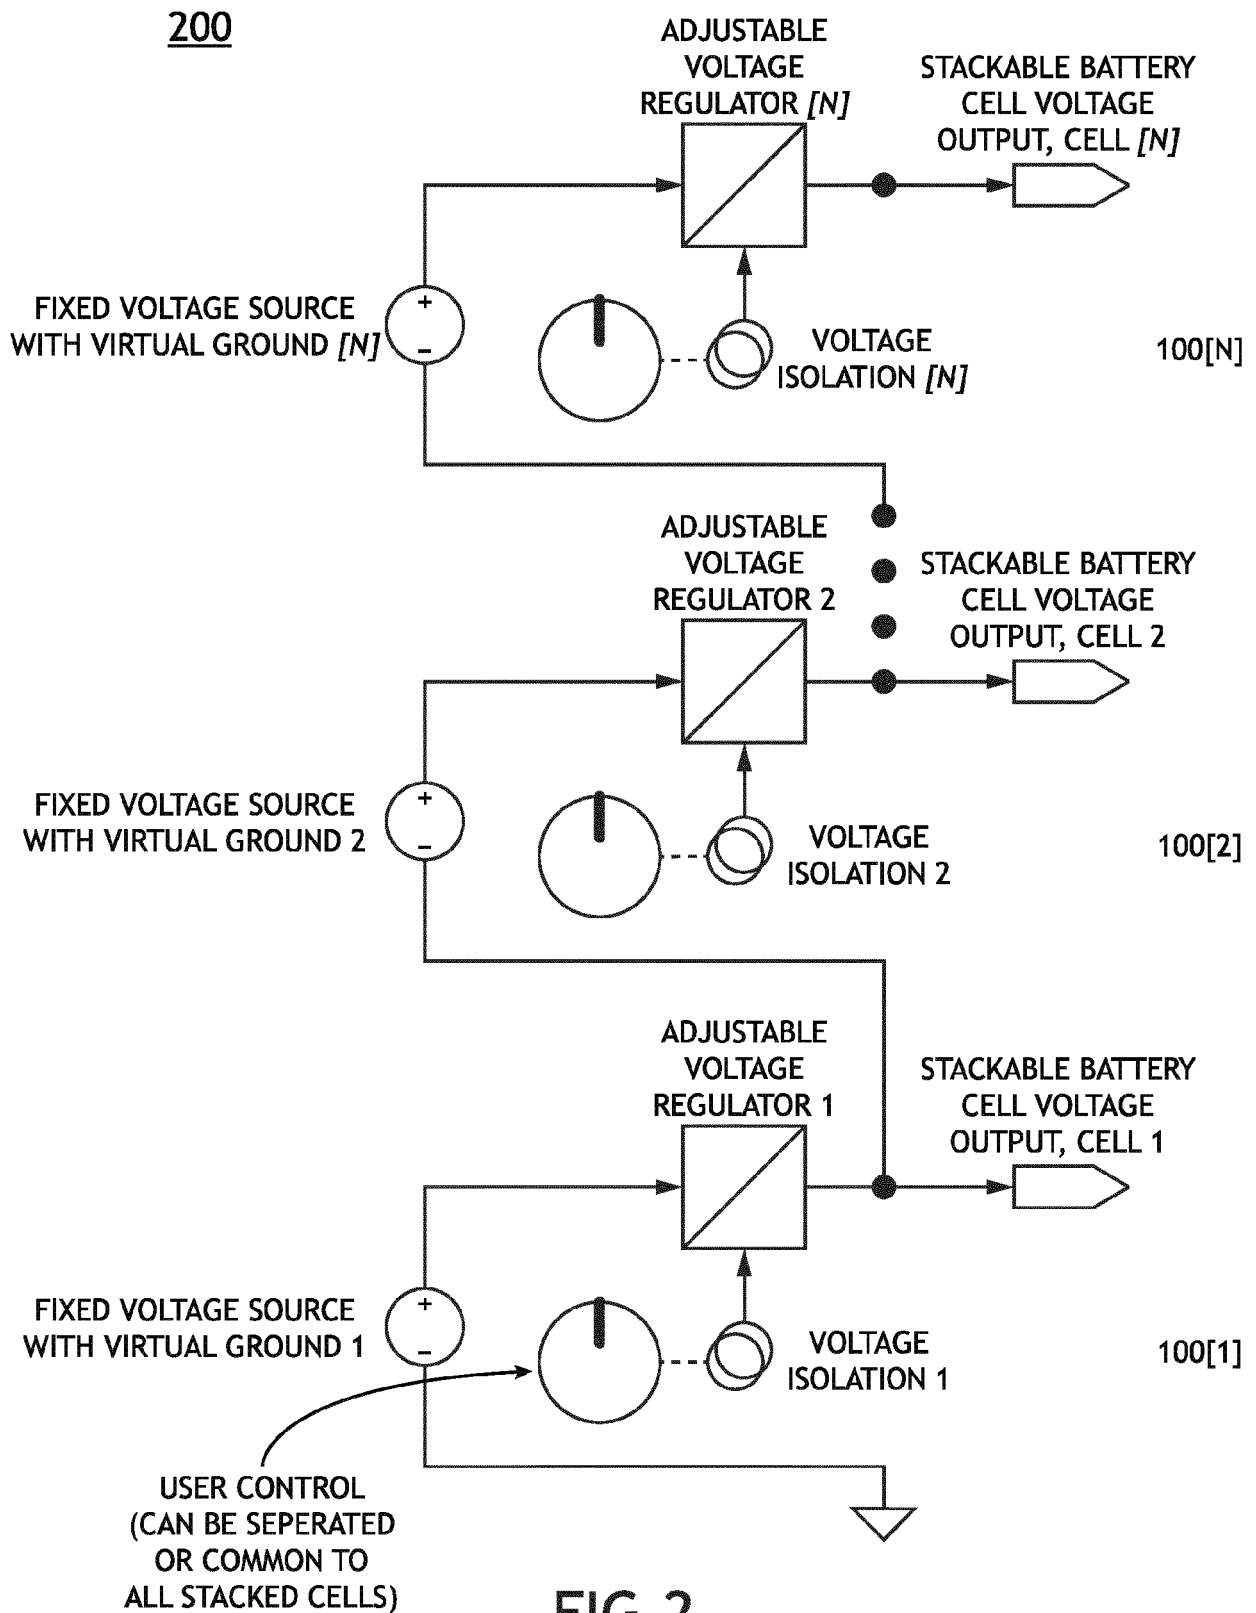 200
ADJUSTABLE
VOLTAGE
REGULATOR [N]
STACKABLE BATTERY
CELL VOLTAGE
OUTPUT, CELL [N]
FIXED VOLTAGE SOURCE
WITH VIRTUAL GROUND [N]
+
–
VOLTAGE
ISOLATION [N]
100[N]
ADJUSTABLE
VOLTAGE
REGULATOR 2
STACKABLE BATTERY
CELL VOLTAGE
OUTPUT, CELL 2
FIXED VOLTAGE SOURCE
WITH VIRTUAL GROUND 2
+
–
VOLTAGE
ISOLATION 2
100[2]
ADJUSTABLE
VOLTAGE
REGULATOR 1
STACKABLE BATTERY
CELL VOLTAGE
OUTPUT, CELL 1
FIXED VOLTAGE SOURCE
WITH VIRTUAL GROUND 1
+
–
VOLTAGE
ISOLATION 1
100[1]
USER CONTROL
(CAN BE SEPERATED
OR COMMON TO
ALL STACKED CELLS)
FIG. 2